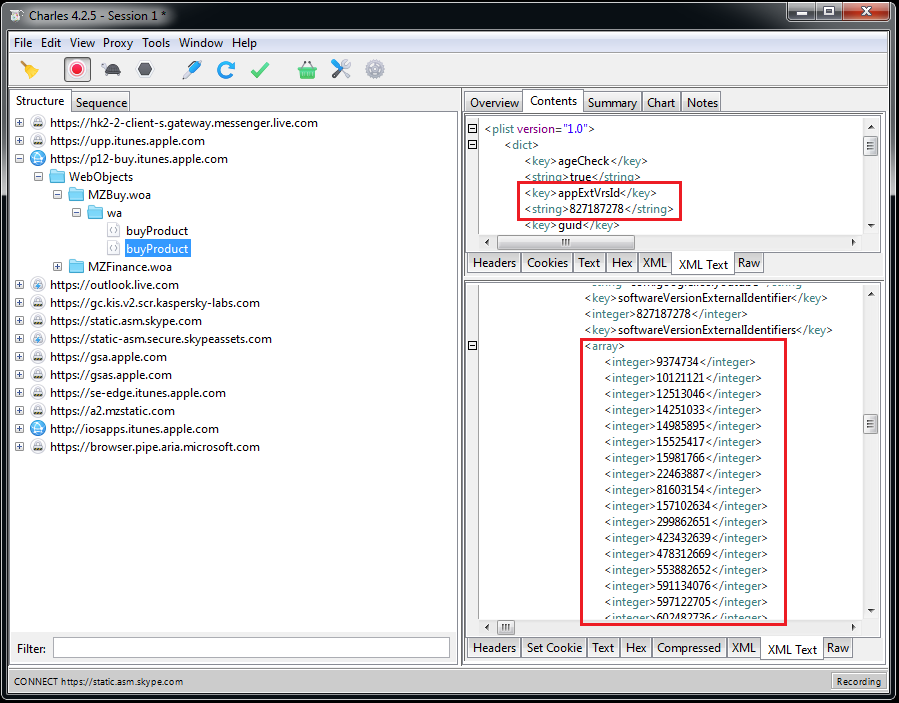 Charles 4.2.5 - Session 1 *
File Edit View Proxy Tools Window Help
Structure Sequence
https://hk2-2-client-s.gateway.messenger.live.com
https://upp.itunes.apple.com
https://p12-buy.itunes.apple.com
WebObjects
MZBuy.woa
wa
buyProduct
buyProduct
MZFinance.woa
https://outlook.live.com
https://gc.kis.v2.scr.kaspersky-labs.com
https://static.asm.skype.com
https://static-asm.secure.skypeassets.com
https://gsa.apple.com
https://gsas.apple.com
https://se-edge.itunes.apple.com
https://a2.mzstatic.com
http://iosapps.itunes.apple.com
https://browser.pipe.aria.microsoft.com
Filter:
Overview Contents Summary Chart Notes
<plist version="1.0">
<dict>
<key>ageCheck</key>
<string>true</string>
<key>appExtVrsId</key>
<string>827187278</string>
<key>guid</key>
Headers Cookies Text Hex XML XML Text Raw
<key>softwareVersionExternalIdentifier</key>
<integer>827187278</integer>
<key>softwareVersionExternalIdentifiers</key>
<array>
<integer>9374734</integer>
<integer>10121121</integer>
<integer>12513046</integer>
<integer>14251033</integer>
<integer>14985895</integer>
<integer>15525417</integer>
<integer>15981766</integer>
<integer>22463887</integer>
<integer>81603154</integer>
<integer>157102634</integer>
<integer>299862651</integer>
<integer>423432639</integer>
<integer>478312669</integer>
<integer>553882652</integer>
<integer>591134076</integer>
<integer>597122705</integer>
<integer>602482736</integer>
Headers Set Cookie Text Hex Compressed XML XML Text Raw
CONNECT https://static.asm.skype.com
Recording